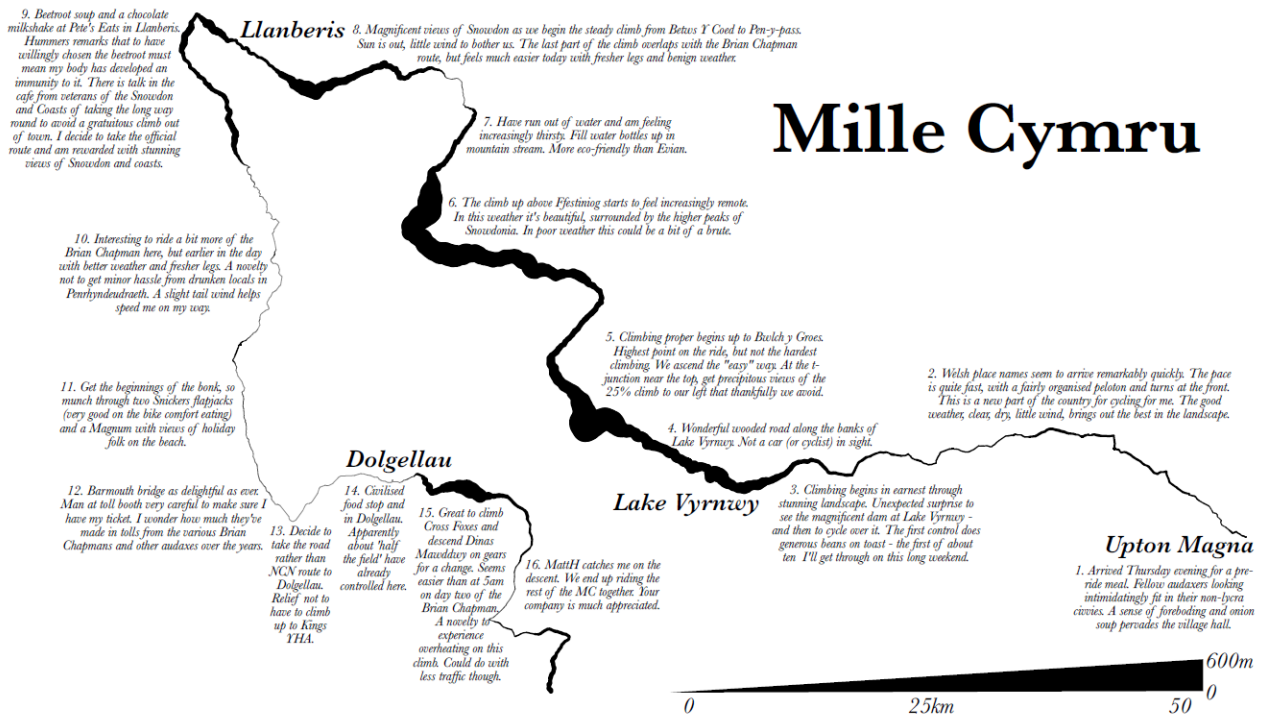 Mille Cymru
Upton Magna
1. Arrived Thursday evening for a pre-
ride meal. Fellow audaxers looking
intimidatingly fit in their non-lycra
civvies. A sense of foreboding and onion
soup pervades the village hall.
2. Welsh place names seem to arrive remarkably quickly. The pace
is quite fast, with a fairly organised peloton and turns at the front.
This is a new part of the country for cycling for me. The good
weather, clear, dry, little wind, brings out the best in the landscape.
3. Climbing begins in earnest through
stunning landscape. Unexpected surprise to
see the magnificent dam at Lake Vyrnwy -
and then to cycle over it. The first control does
generous beans on toast - the first of about
ten I'll get through on this long weekend.
Lake Vyrnwy
4. Wonderful wooded road along the banks of
Lake Vyrnwy. Not a car (or cyclist) in sight.
5. Climbing proper begins up to Bwlch y Groes.
Highest point on the ride, but not the hardest
climbing. We ascend the "easy" way. At the t-
junction near the top, get precipitous views of the
25% climb to our left that thankfully we avoid.
6. The climb up above Ffestiniog starts to feel increasingly remote.
In this weather it's beautiful, surrounded by the higher peaks of
Snowdonia. In poor weather this could be a bit of a brute.
7. Have run out of water and am feeling
increasingly thirsty. Fill water bottles up in
mountain stream. More eco-friendly than Evian.
8. Magnificent views of Snowdon as we begin the steady climb from Betws Y Coed to Pen-y-pass.
Sun is out, little wind to bother us. The last part of the climb overlaps with the Brian Chapman
route, but feels much easier today with fresher legs and benign weather.
Llanberis
9. Beetroot soup and a chocolate
milkshake at Pete's Eats in Llanberis.
Hummers remarks that to have
willingly chosen the beetroot must
mean my body has developed an
immunity to it. There is talk in the
cafe from veterans of the Snowdon
and Coasts of taking the long way
round to avoid a gratuitous climb out
of town. I decide to take the official
route and am rewarded with stunning
views of Snowdon and coasts.
10. Interesting to ride a bit more of the
Brian Chapman here, but earlier in the day
with better weather and fresher legs. A novelty
not to get minor hassle from drunken locals in
Penrhyndeudraeth. A slight tail wind helps
speed me on my way.
11. Get the beginnings of the bonk, so
munch through two Snickers flapjacks
(very good on the bike comfort eating)
and a Magnum with views of holiday
folk on the beach.
12. Barmouth bridge as delightful as ever.
Man at toll booth very careful to make sure I
have my ticket. I wonder how much they've
made in tolls from the various Brian
Chapmans and other audaxes over the years.
13. Decide to
take the road
rather than
NCN route to
Dolgellau.
Relief not to
have to climb
up to Kings
YHA.
Dolgellau
14. Civilised
food stop and
in Dolgellau.
Apparently
about 'half
the field' have
already
controlled here.
15. Great to climb
Cross Foxes and
descend Dinas
Mawddwy on gears
for a change. Seems
easier than at 5am
on day two of the
Brian Chapman.
A novelty to
experience
overheating on this
climb. Could do with
less traffic though.
16. MattH catches me on the
descent. We end up riding the
rest of the MC together. Your
company is much appreciated.
600m
0
0
25km
50